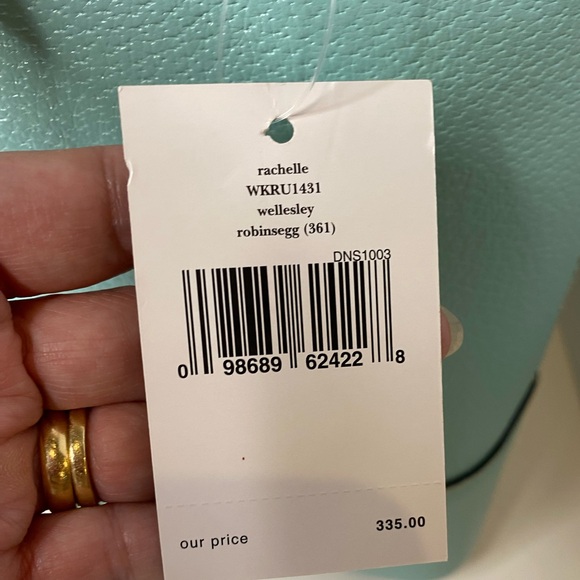 rachelle
WKRU1431
wellesley
robinsegg (361)
DNS1003
0 98689 62422 8
our price 335.00